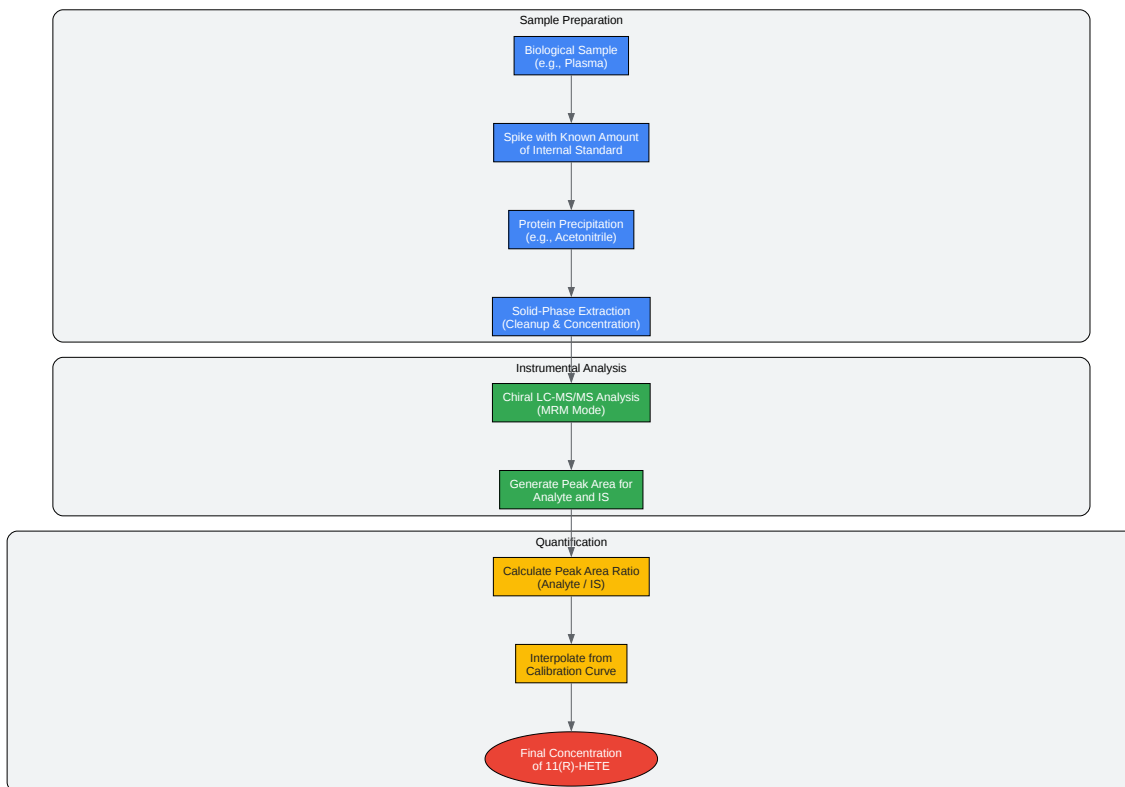 Sample Preparation
Biological Sample
(e.g., Plasma)
Spike with Known Amount
of Internal Standard
Protein Precipitation
(e.g., Acetonitrile)
Solid-Phase Extraction
(Cleanup & Concentration)
Instrumental Analysis
Chiral LC-MS/MS Analysis
(MRM Mode)
Generate Peak Area for
Analyte and IS
Quantification
Calculate Peak Area Ratio
(Analyte / IS)
Interpolate from
Calibration Curve
Final Concentration
of 11(R)-HETE